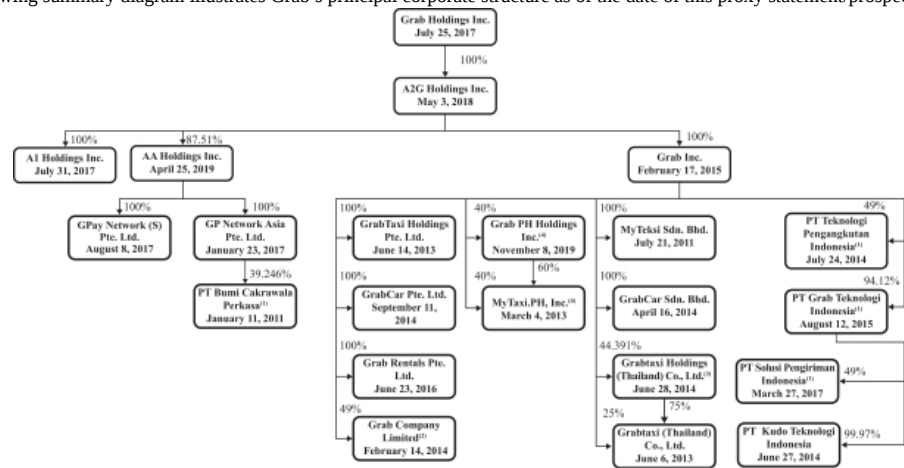 wing summary diagram illustrates Grab's principal corporate structure as of the date of this proxy statement/prospec
Grab Holdings Inc.
July 25, 2017
100%
A2G Holdings Inc.
May 3, 2018
100%
87.51%
100%
A1 Holdings Inc.
July 31, 2017
AA Holdings Inc.
April 25, 2019
Grab Inc.
February 17, 2015
100%
100%
GPay Network (S)
Pte. Ltd.
August 8, 2017
GP Network Asia
Pte. Ltd.
January 23, 2017
39.246%
PT Bumi Cakrawala
Perkasa(1)
January 11, 2011
100%
GrabTaxi Holdings
Pte. Ltd.
June 14, 2013
100%
GrabCar Pte. Ltd.
September 11,
2014
100%
Grab Rentals Pte.
Ltd.
June 23, 2016
49%
Grab Company
Limited(2)
February 14, 2014
40%
Grab PH Holdings
Inc.(4)
November 8, 2019
60%
40%
MyTaxi.PH, Inc.(4)
March 4, 2013
100%
MyTeksi Sdn. Bhd.
July 21, 2011
100%
GrabCar Sdn. Bhd.
April 16, 2014
44.391%
Grabtaxi Holdings
(Thailand) Co., Ltd.(3)
June 28, 2014
75%
25%
Grabtaxi (Thailand)
Co., Ltd.
June 6, 2013
49%
PT Teknologi
Pengangkutan
Indonesia(1)
July 24, 2014
94.12%
PT Grab Teknologi
Indonesia(1)
August 12, 2015
PT Solusi Pengiriman
Indonesia(1)
March 27, 2017
49%
PT Kudo Teknologi
Indonesia
June 27, 2014
99.97%